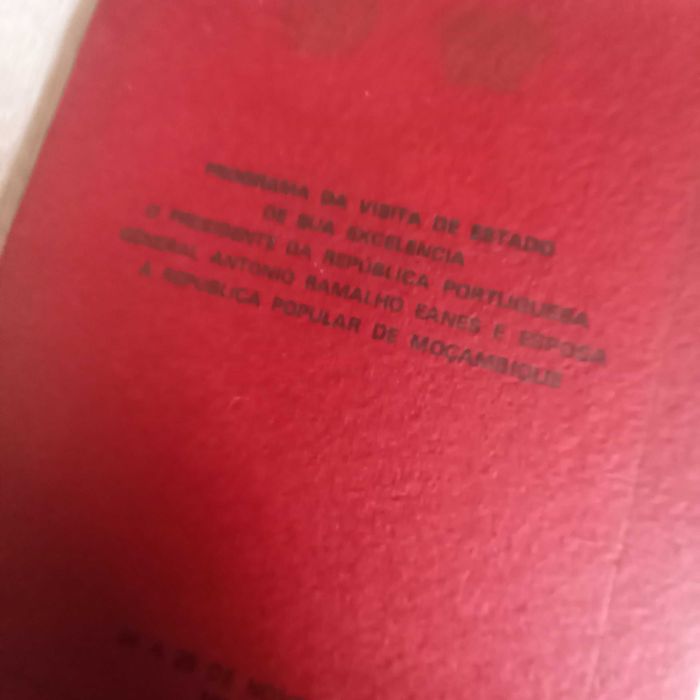 PROGRAMA DA VISITA DE ESTADO
DE SUA EXCELENCIA
O PRESIDENTE DA REPÚBLICA PORTUGUESA
GENERAL ANTONIO RAMALHO EANES E ESPOSA
À REPÚBLICA POPULAR DE MOÇAMBIQUE